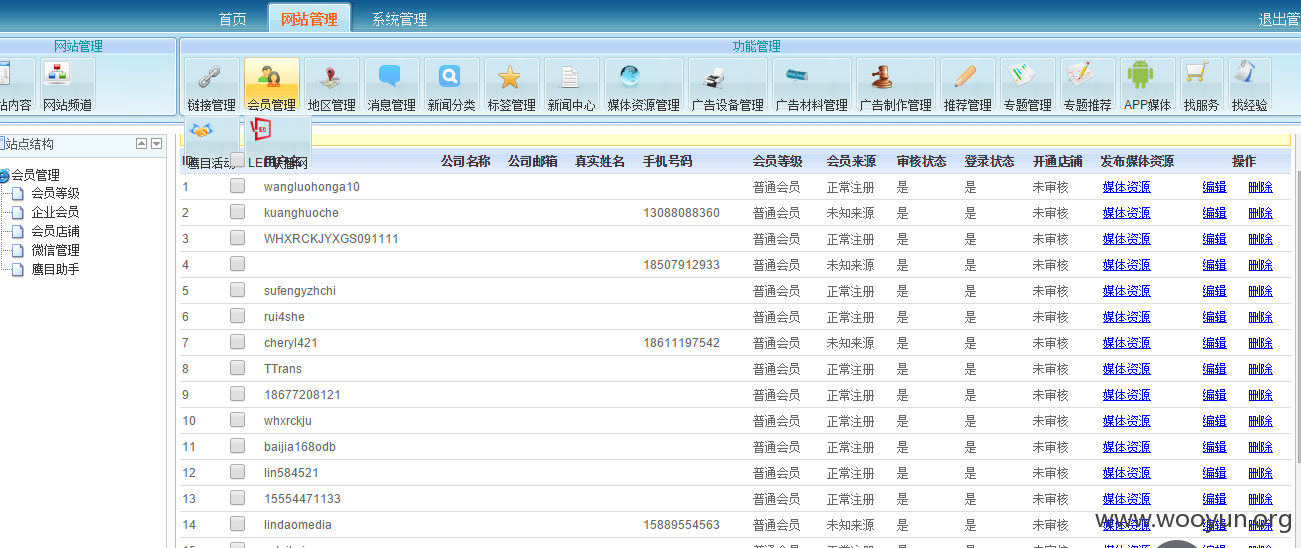 首页 网站管理 系统管理 退出管
网站管理 功能管理
站内容 网站频道 链接管理 会员管理 地区管理 消息管理 新闻分类 标签管理 新闻中心 媒体资源管理 广告设备管理 广告材料管理 广告制作管理 推荐管理 专题管理 专题推荐 APP媒体 找服务 找经验
鹰目活动 LED联播网
站点结构
会员管理
会员等级
企业会员
会员店铺
微信管理
鹰目助手
ID 用户名 公司名称 公司邮箱 真实姓名 手机号码 会员等级 会员来源 审核状态 登录状态 开通店铺 发布媒体资源 操作
1 wangluohonga10 普通会员 正常注册 是 是 未审核 媒体资源 编辑 删除
2 kuanghuoche 13088088360 普通会员 未知来源 是 是 未审核 媒体资源 编辑 删除
3 WHXRCKJYXGS091111 普通会员 正常注册 是 是 未审核 媒体资源 编辑 删除
4 18507912933 普通会员 未知来源 是 是 未审核 媒体资源 编辑 删除
5 sufengyzhchi 普通会员 正常注册 是 是 未审核 媒体资源 编辑 删除
6 rui4she 普通会员 正常注册 是 是 未审核 媒体资源 编辑 删除
7 cheryl421 18611197542 普通会员 未知来源 是 是 未审核 媒体资源 编辑 删除
8 TTrans 普通会员 正常注册 是 是 未审核 媒体资源 编辑 删除
9 18677208121 普通会员 正常注册 是 是 未审核 媒体资源 编辑 删除
10 whxrckju 普通会员 正常注册 是 是 未审核 媒体资源 编辑 删除
11 baijia168odb 普通会员 正常注册 是 是 未审核 媒体资源 编辑 删除
12 lin584521 普通会员 正常注册 是 是 未审核 媒体资源 编辑 删除
13 15554471133 普通会员 正常注册 是 是 未审核 媒体资源 编辑 删除
14 lindaomedia 15889554563 普通会员 未知来源 是 是 未审核 媒体资源 编辑 删除
www.wooyun.org